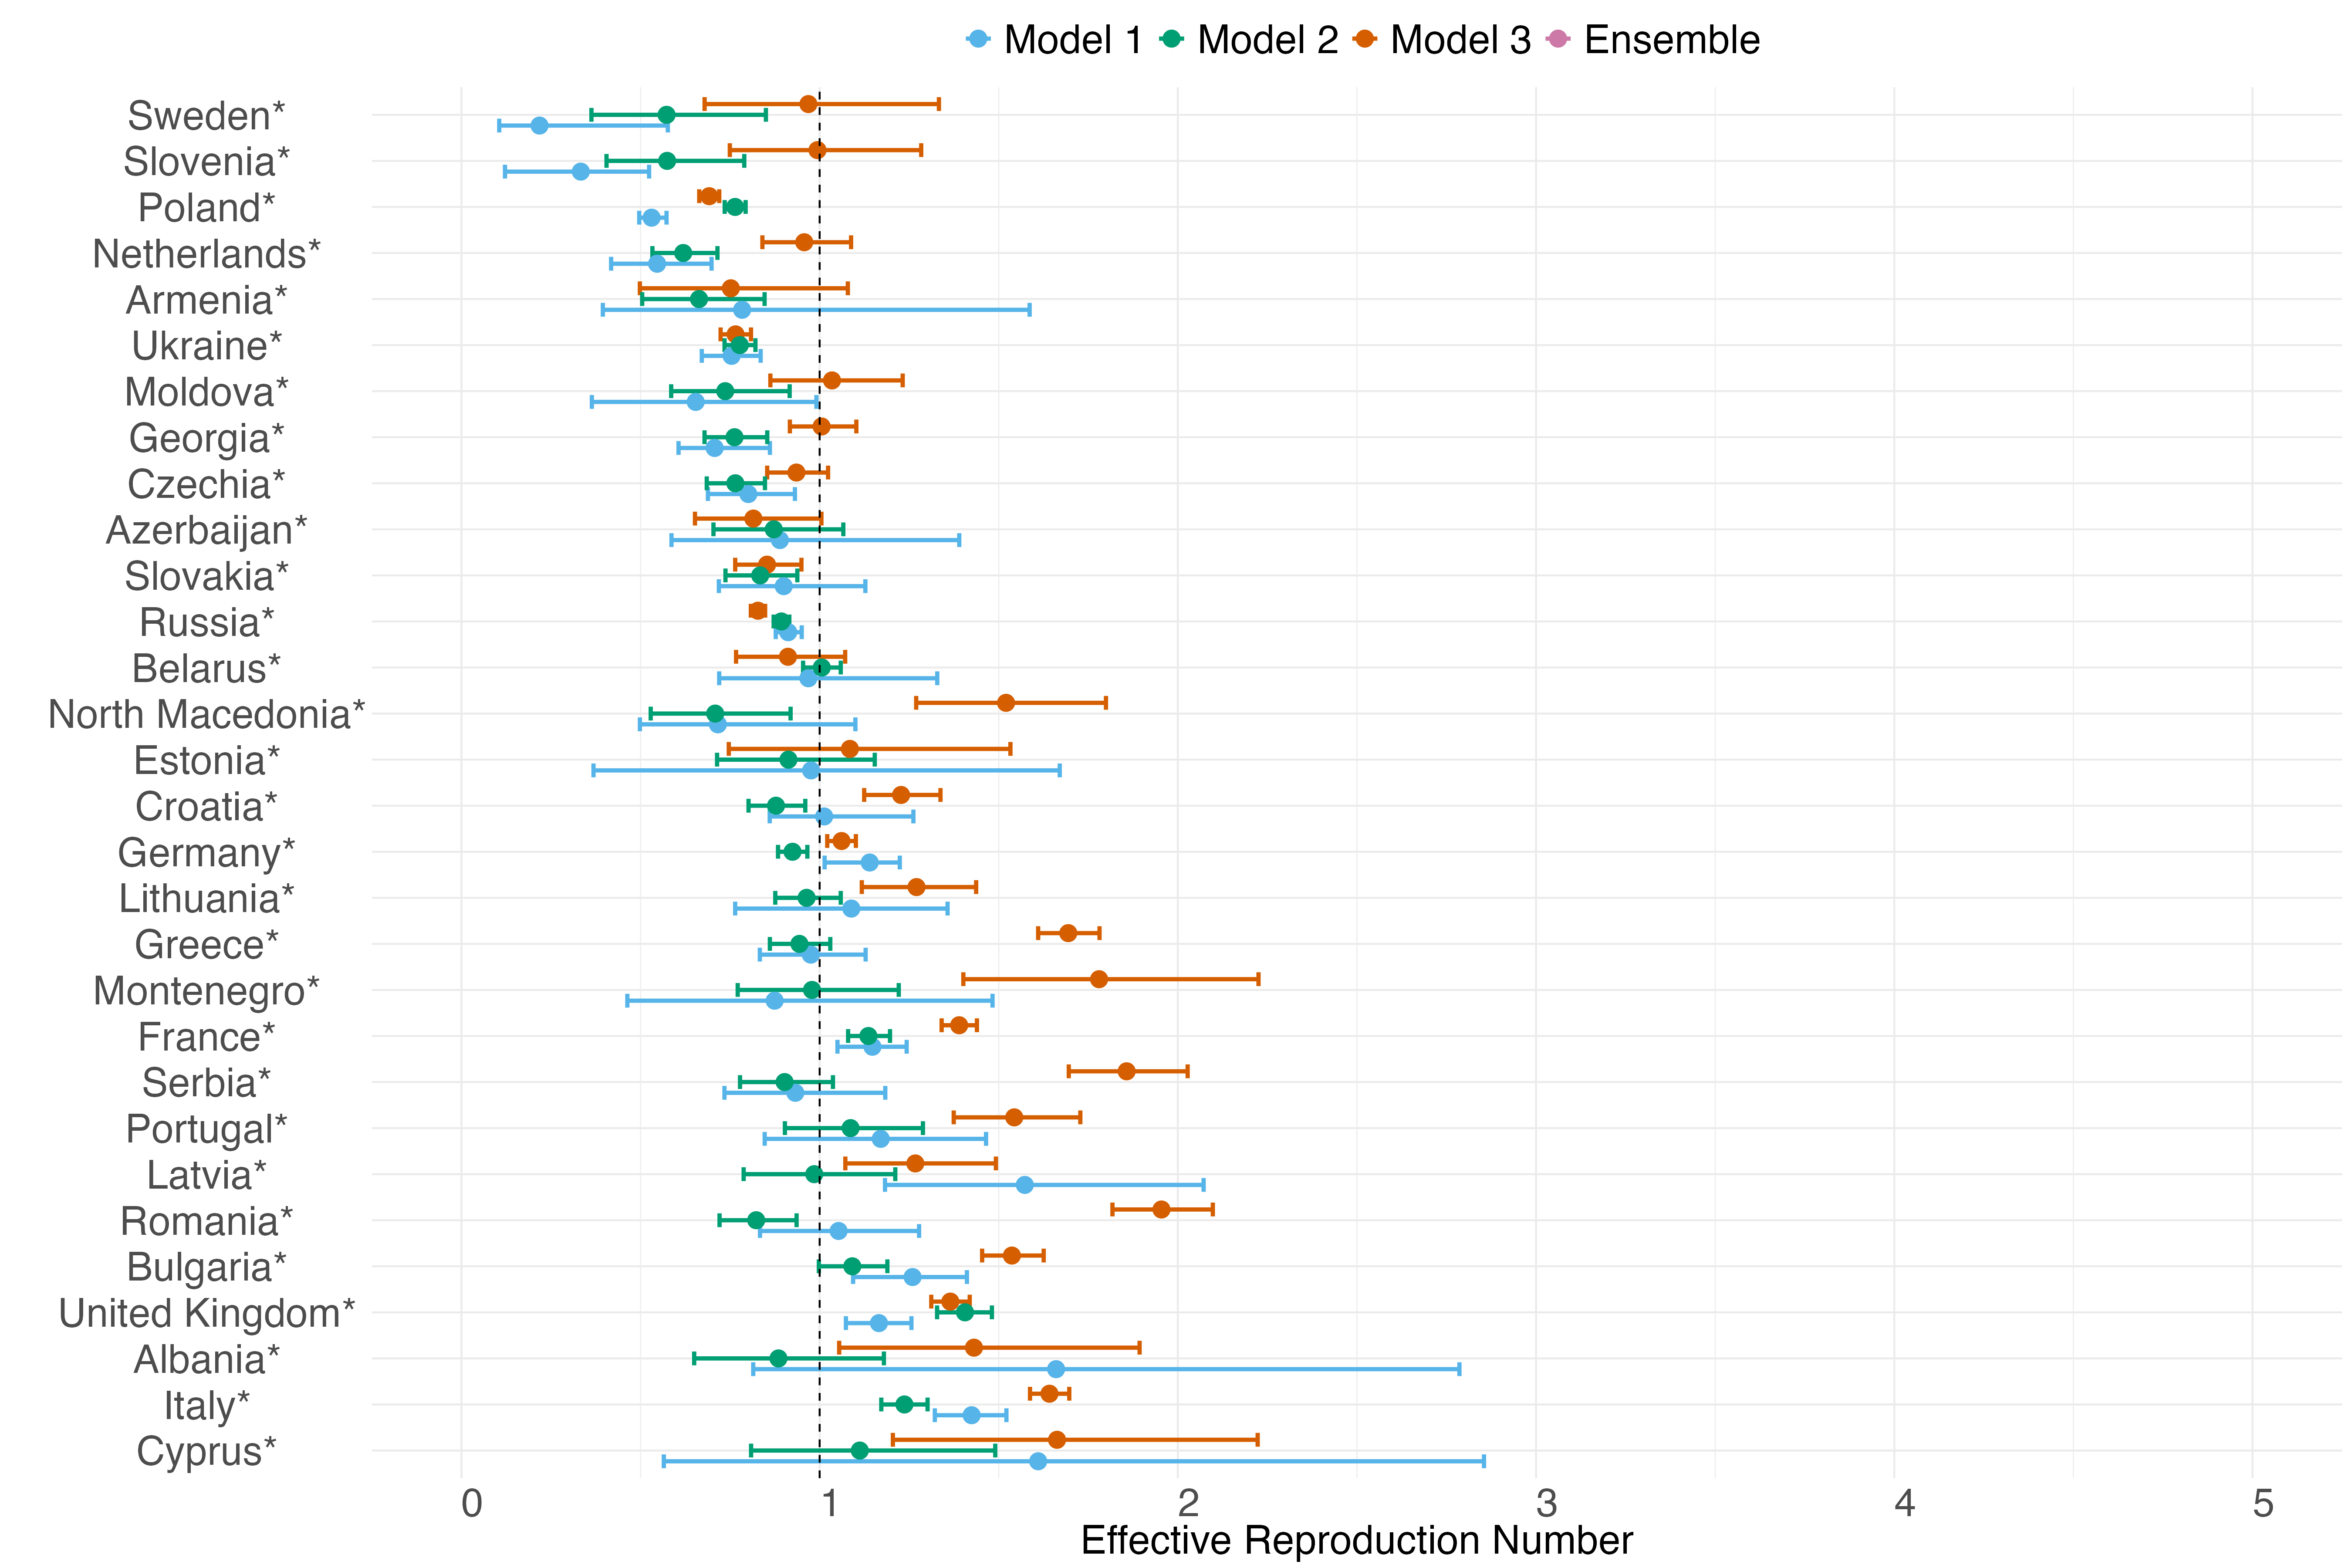 Model 1 Model 2 Model 3 Ensemble
Sweden*
Slovenia*
Poland*
Netherlands*
Armenia*
Ukraine*
Moldova*
Georgia*
Czechia*
Azerbaijan*
Slovakia*
Russia*
Belarus*
North Macedonia*
Estonia*
Croatia*
Germany*
Lithuania*
Greece*
Montenegro*
France*
Serbia*
Portugal*
Latvia*
Romania*
Bulgaria*
United Kingdom*
Albania*
Italy*
Cyprus*
0 1 2 3 4 5
Effective Reproduction Number